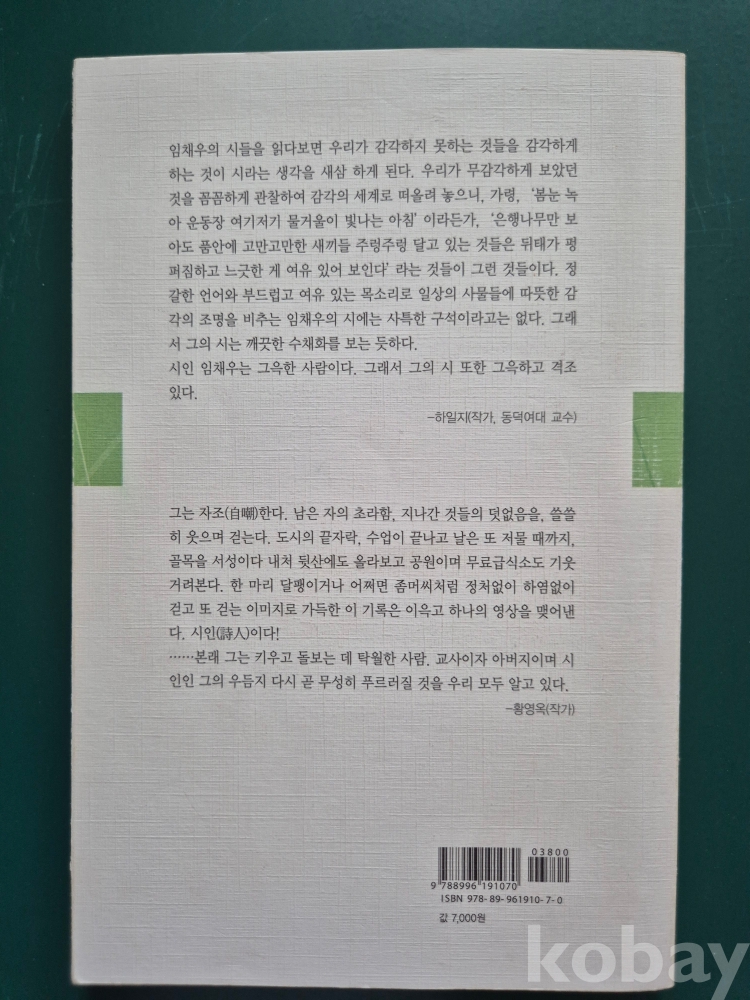 임채우의 시들을 읽다보면 우리가 감각하지 못하는 것들을 감각하게
하는 것이 시라는 생각을 새삼 하게 된다. 우리가 무감각하게 보았던
것을 꼼꼼하게 관찰하여 감각의 세계로 떠올려 놓으니, 가령, ‘봄눈 녹
아 운동장 여기저기 물거울이 빛나는 아침’ 이라든가, ‘은행나무만 보
아도 품안에 고만고만한 새끼들 주렁주렁 달고 있는 것들은 뒤태가 평
퍼짐하고 느긋한 게 여유 있어 보인다’ 라는 것들이 그런 것들이다. 정
갈한 언어와 부드럽고 여유 있는 목소리로 일상의 사물들에 따뜻한 감
각의 조명을 비추는 임채우의 시에는 사특한 구석이라고는 없다. 그래
서 그의 시는 깨끗한 수채화를 보는 듯하다.
시인 임채우는 그윽한 사람이다. 그래서 그의 시 또한 그윽하고 격조
있다.
-하일지(작가, 동덕여대 교수)
그는 자조(自嘲)한다. 남은 자의 초라함, 지나간 것들의 덧없음을, 쓸쓸
히 웃으며 걷는다. 도시의 끝자락, 수업이 끝나고 날은 또 저물 때까지,
골목을 서성이다 내처 뒷산에도 올라보고 공원이며 무료급식소도 기웃
거려본다. 한 마리 달팽이거나 어쩌면 좀머씨처럼 정처없이 하염없이
걷고 또 걷는 이미지로 가득한 이 기록은 이윽고 하나의 영상을 맺어낸
다. 시인(詩人)이다!
……본래 그는 키우고 돌보는 데 탁월한 사람. 교사이자 아버지이며 시
인인 그의 우듬지 다시 곧 무성히 푸르러질 것을 우리 모두 알고 있다.
-황영옥(작가)
03800
9 788996 191070
ISBN 978-89-961910-7-0
값 7,000원
kobay